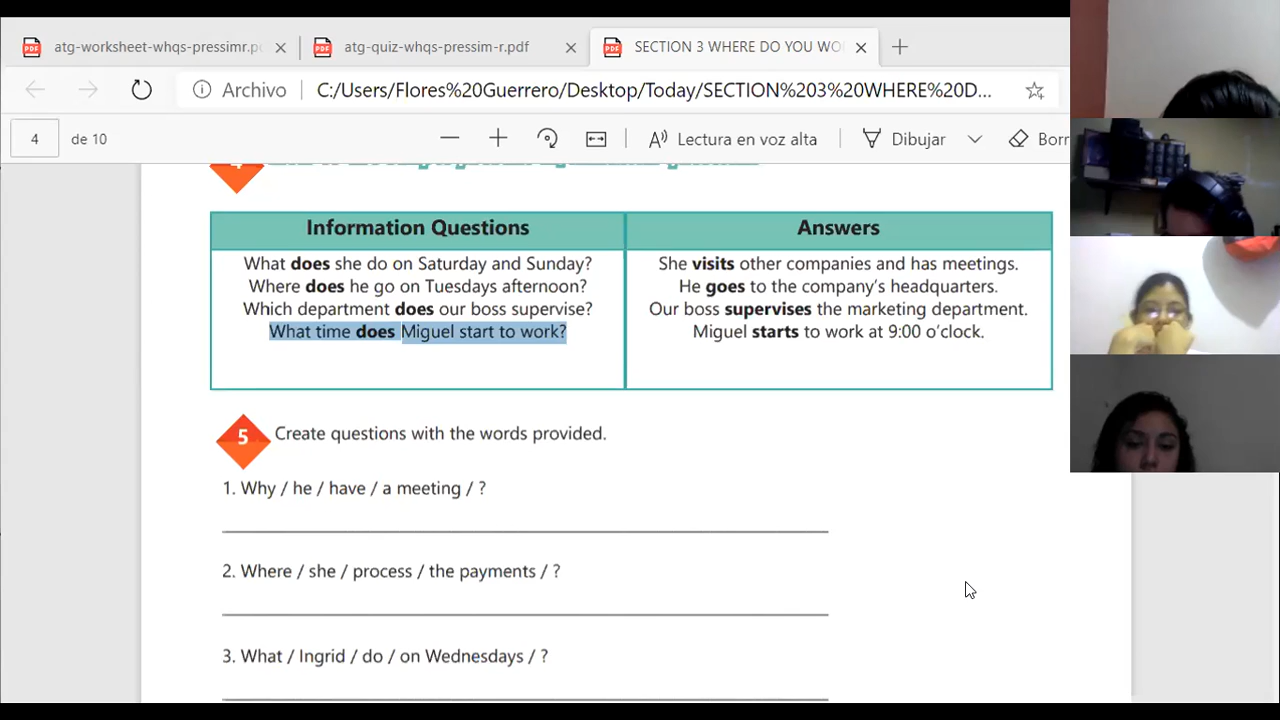 atg-worksheet-whqs-pressimr.p
atg-quiz-whqs-pressim-r.pdf
SECTION 3 WHERE DO YOU WO
Archivo
C:/Users/Flores%20Guerrero/Desktop/Today/SECTION%203%20WHERE%20D...
4
de 10
Lectura en voz alta
Dibujar
Borr
Information Questions
Answers
What does she do on Saturday and Sunday?
She visits other companies and has meetings.
Where does he go on Tuesdays afternoon?
He goes to the company's headquarters.
Which department does our boss supervise?
Our boss supervises the marketing department.
What time does Miguel start to work?
Miguel starts to work at 9:00 o'clock.
5
Create questions with the words provided.
1. Why / he / have / a meeting / ?
2. Where / she / process / the payments / ?
3. What / Ingrid / do / on Wednesdays / ?